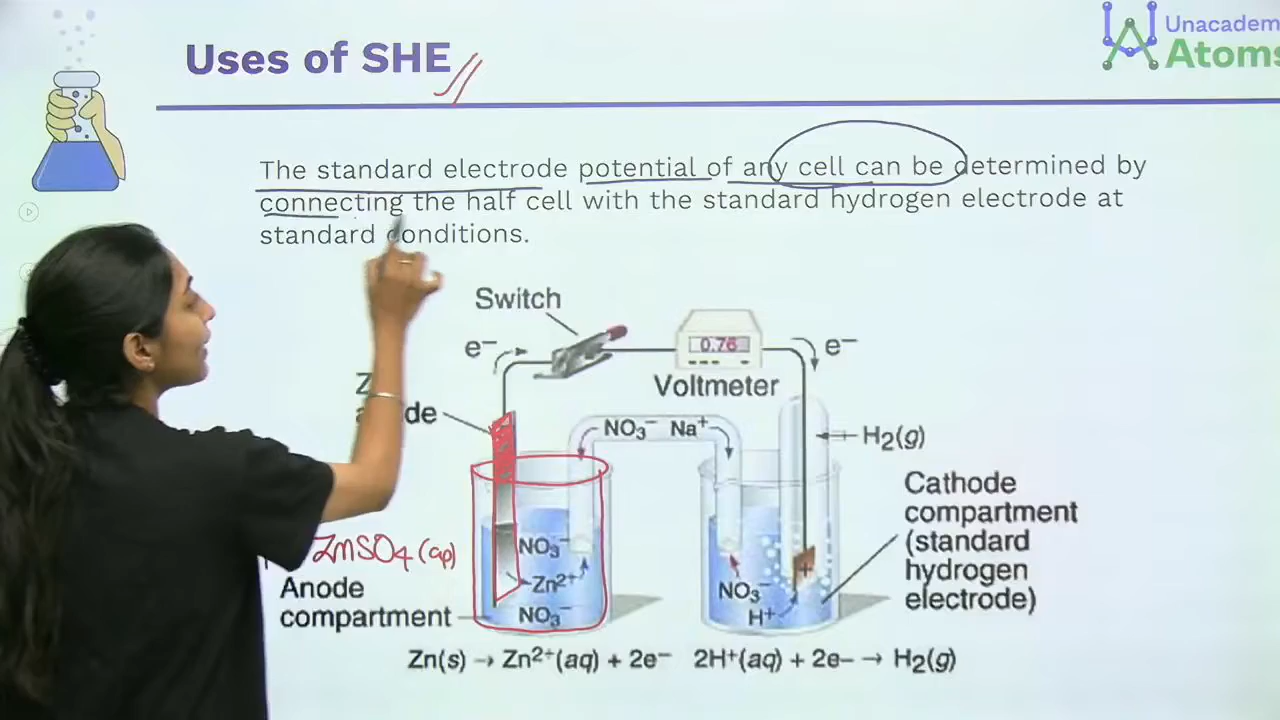 Unacadem
Atoms
Uses of SHE
The standard electrode potential of any cell can be determined by
connecting the half cell with the standard hydrogen electrode at
standard conditions.
Switch
e⁻
0.76
e⁻
Voltmeter
NO₃⁻ Na⁺
H₂(g)
Cathode
compartment
(standard
hydrogen
electrode)
ZnSO₄(aq)
Anode
compartment
NO₃⁻
Zn²⁺
NO₃⁻
NO₃⁻
H⁺
+
Zn(s) → Zn²⁺(aq) + 2e⁻ 2H⁺(aq) + 2e− → H₂(g)